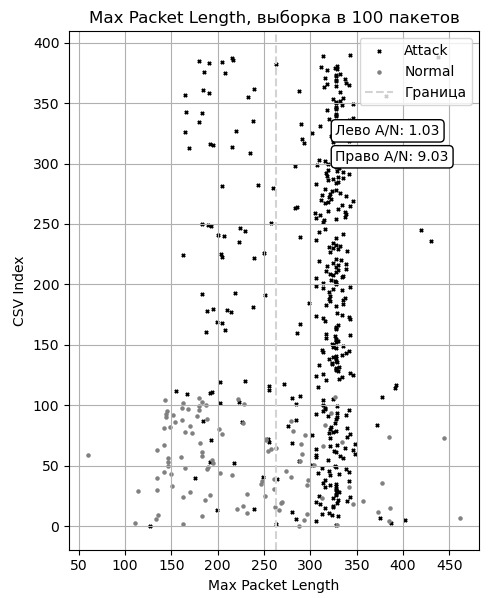 Max Packet Length, выборка в 100 пакетов
Attack
Normal
Граница
Лево A/N: 1.03
Право A/N: 9.03
400
350
300
250
200
150
100
50
0
CSV Index
50 100 150 200 250 300 350 400 450
Max Packet Length